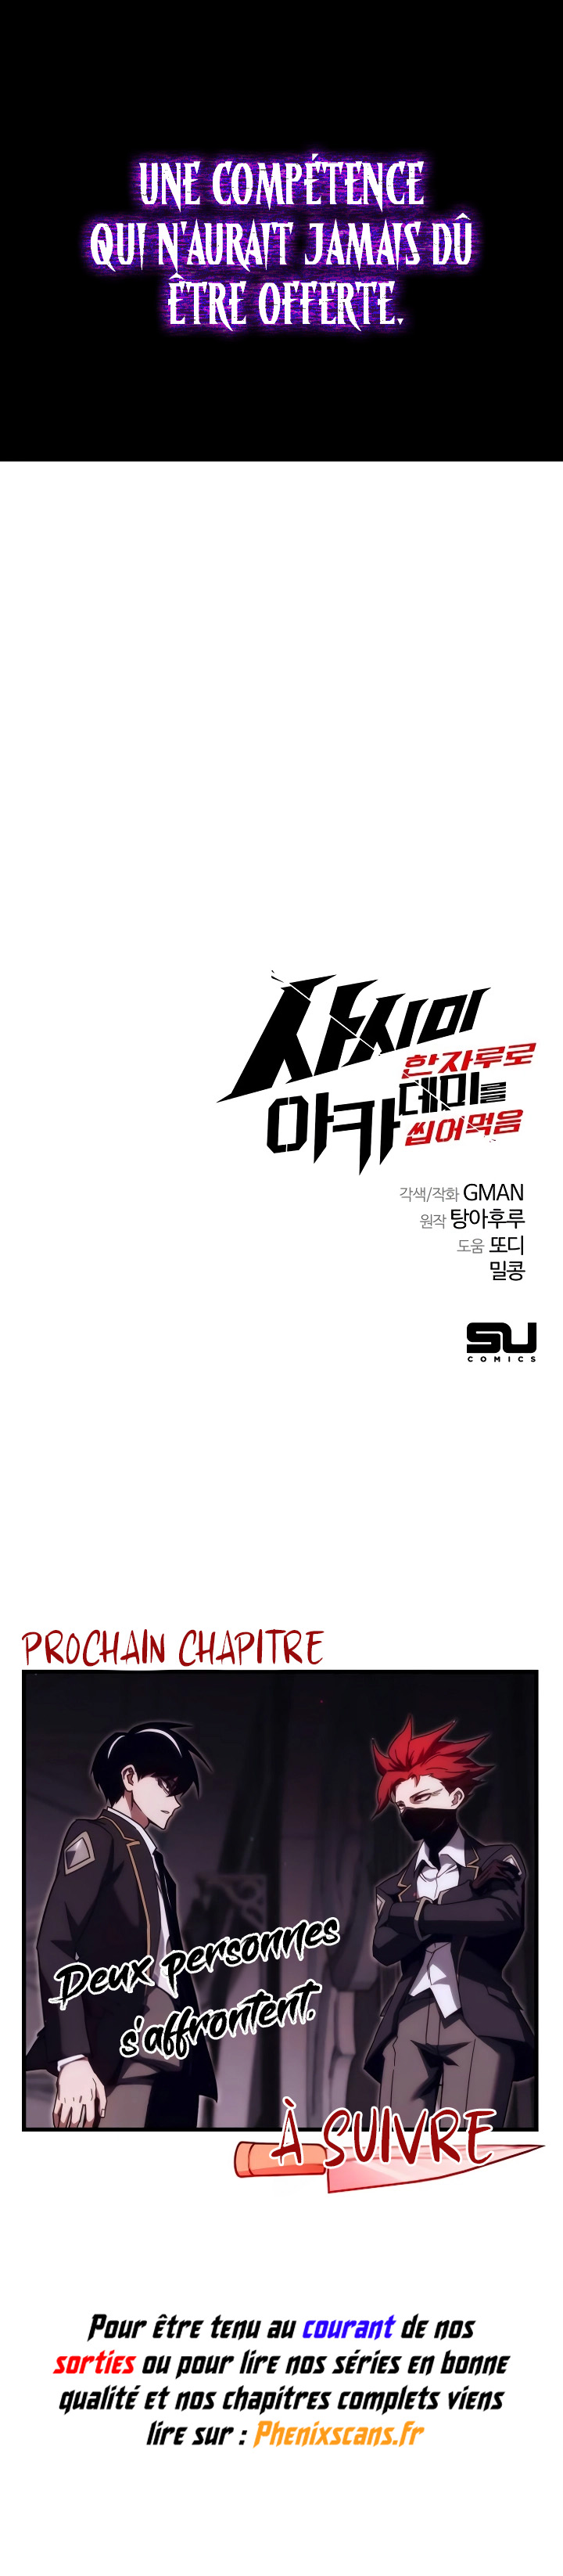 UNE COMPÉTENCE
QUI N'AURAIT JAMAIS DÛ
ÊTRE OFFERTE.
사시미
한 자루로
아카데미를
씹어먹음
각색/작화 GMAN
원작 탕아후루
도움 또디
밀콩
SU
COMICS
PROCHAIN CHAPITRE
Deux personnes
s'affrontent.
À SUIVRE
Pour être tenu au courant de nos
sorties ou pour lire nos séries en bonne
qualité et nos chapitres complets viens
lire sur : Phenixscans.fr